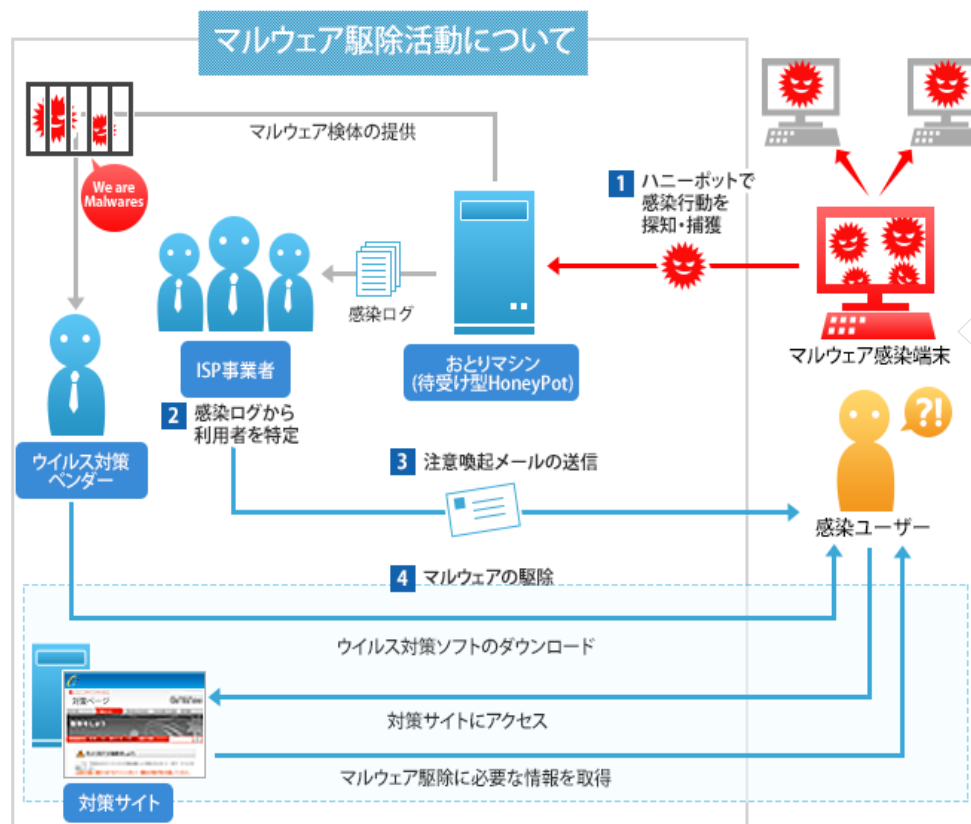 マルウェア駆除活動について
マルウェア検体の提供
We are
Malwares
1 ハニーポットで
感染行動を
探知・捕獲
感染ログ
マルウェア感染端末
ISP事業者
おとりマシン
(待受け型HoneyPot)
2 感染ログから
利用者を特定
?!
ウイルス対策
ベンダー
3 注意喚起メールの送信
感染ユーザー
4 マルウェアの駆除
ウイルス対策ソフトのダウンロード
対策ページ
対策サイトにアクセス
マルウェア駆除に必要な情報を取得
対策サイト